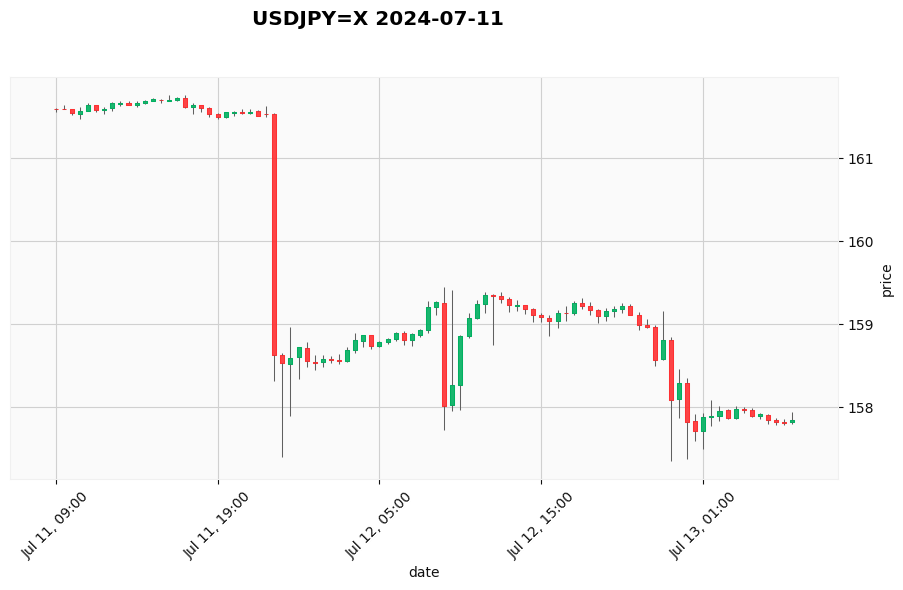 USDJPY=X 2024-07-11
161
160
159
158
price
Jul 11, 09:00
Jul 11, 19:00
Jul 12, 05:00
Jul 12, 15:00
Jul 13, 01:00
date